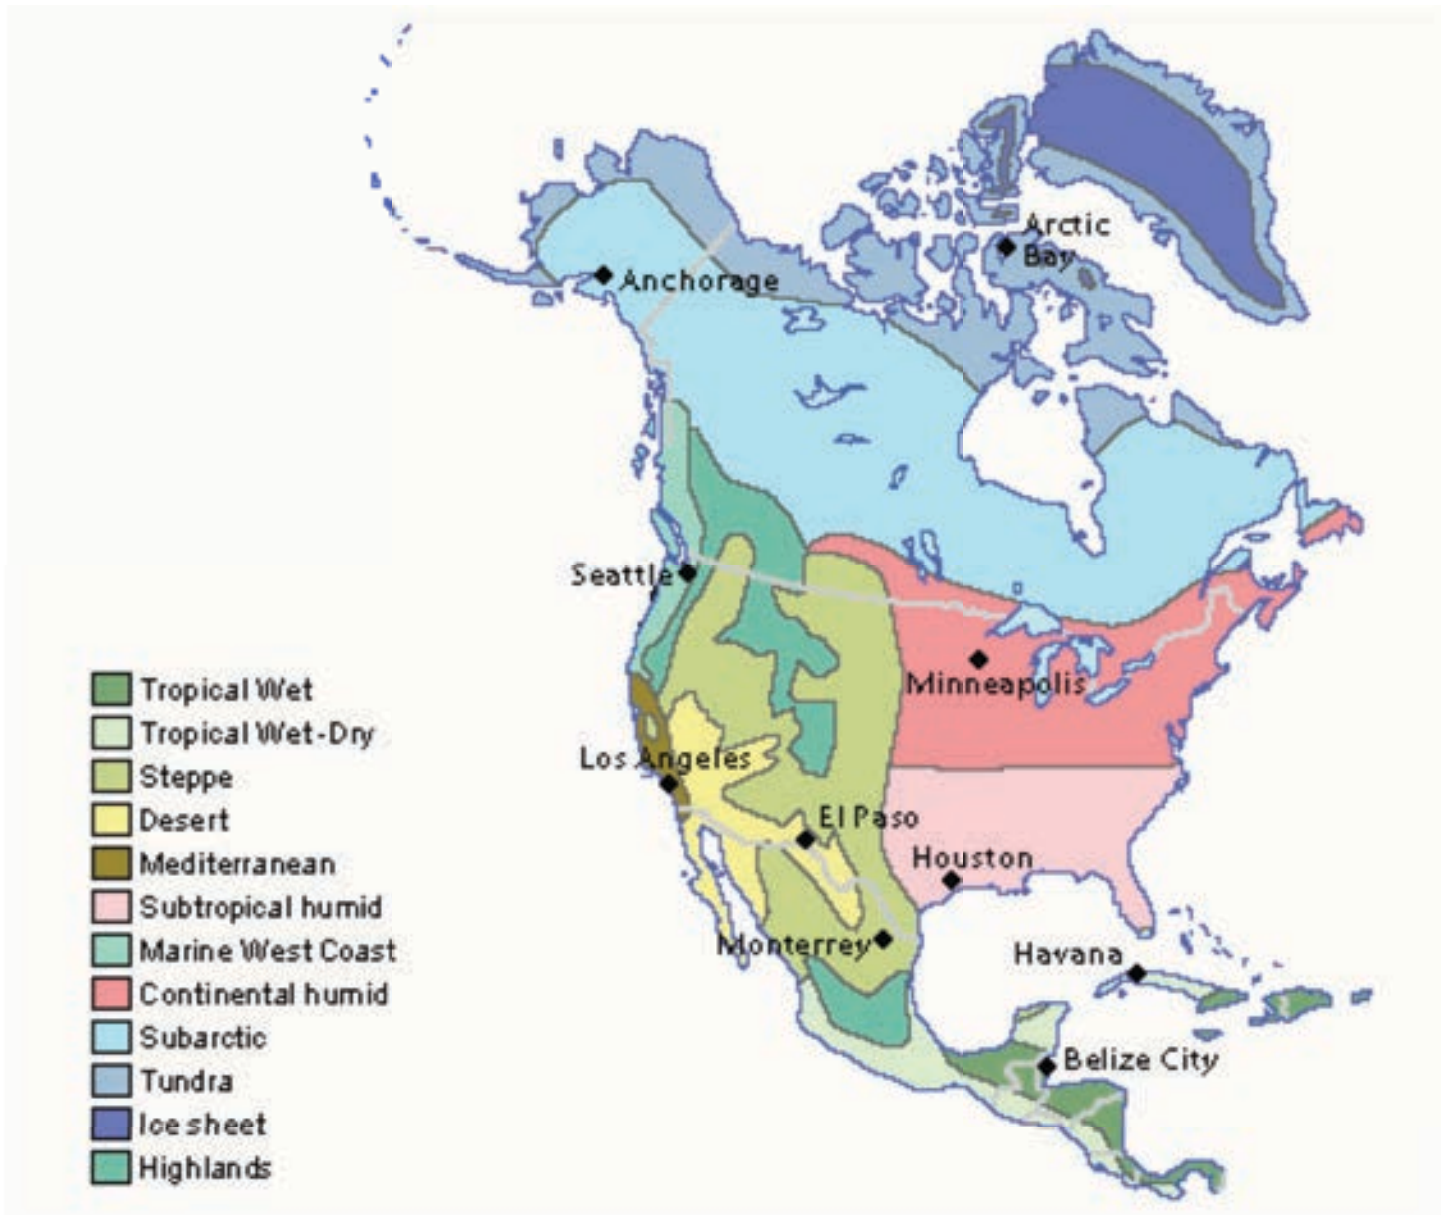 Arctic
Bay
Anchorage
Seattle
Minneapolis
Los Angeles
El Paso
Houston
Monterrey
Havana
Belize City
Tropical Wet
Tropical Wet-Dry
Steppe
Desert
Mediterranean
Subtropical humid
Marine West Coast
Continental humid
Subarctic
Tundra
Ice sheet
Highlands